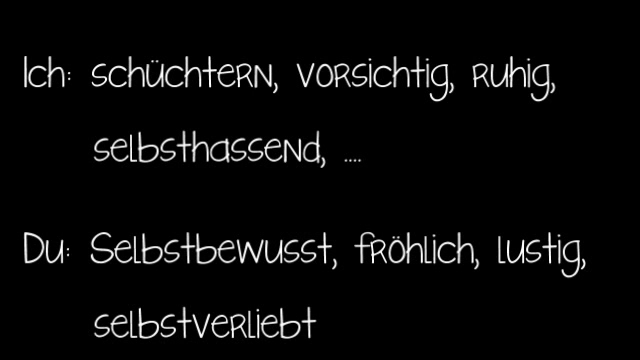 Ich: schüchtern, vorsichtig, ruhig,
selbsthassend, ....
Du: Selbstbewusst, fröhlich, lustig,
selbstverliebt